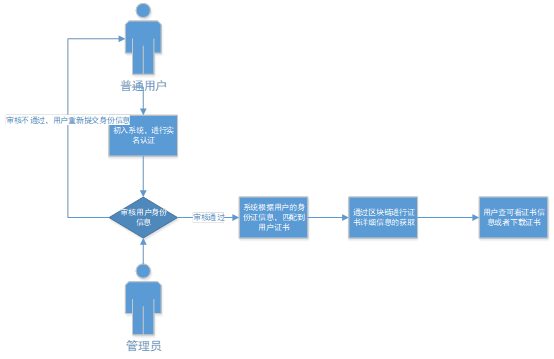 普通用户
审核不通过，用户重新提交身份信息
初入系统，进行实
名认证
审核用户身份
信息
审核通过
系统根据用户的身
份证信息，匹配到
用户证书
通过区块链进行证
书详细信息的获取
用户查可看证书信
息或者下载证书
管理员